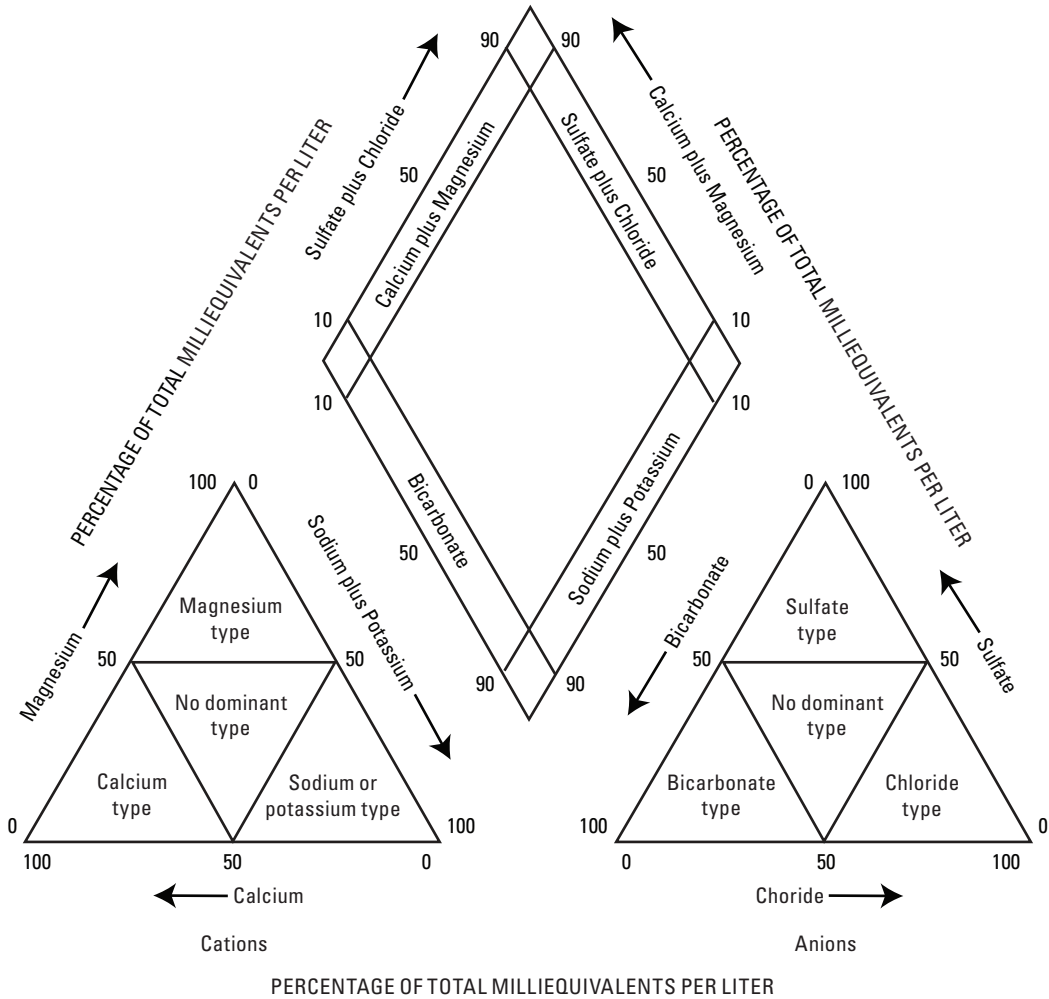 90
90
Sulfate plus Chloride
Calcium plus Magnesium
PERCENTAGE OF TOTAL MILLIEQUIVALENTS PER LITER
PERCENTAGE OF TOTAL MILLIEQUIVALENTS PER LITER
50
50
Calcium plus Magnesium
Sulfate plus Chloride
10
10
10
10
Bicarbonate
Sodium plus Potassium
50
50
90
90
100
0
Magnesium
Sodium plus Potassium
Magnesium
type
50
50
No dominant
type
Calcium
type
Sodium or
potassium type
0
100
100
50
0
Calcium
Cations
0
100
Bicarbonate
Sulfate
Sulfate
type
50
50
No dominant
type
Bicarbonate
type
Chloride
type
100
0
0
50
100
Choride
Anions
PERCENTAGE OF TOTAL MILLIEQUIVALENTS PER LITER